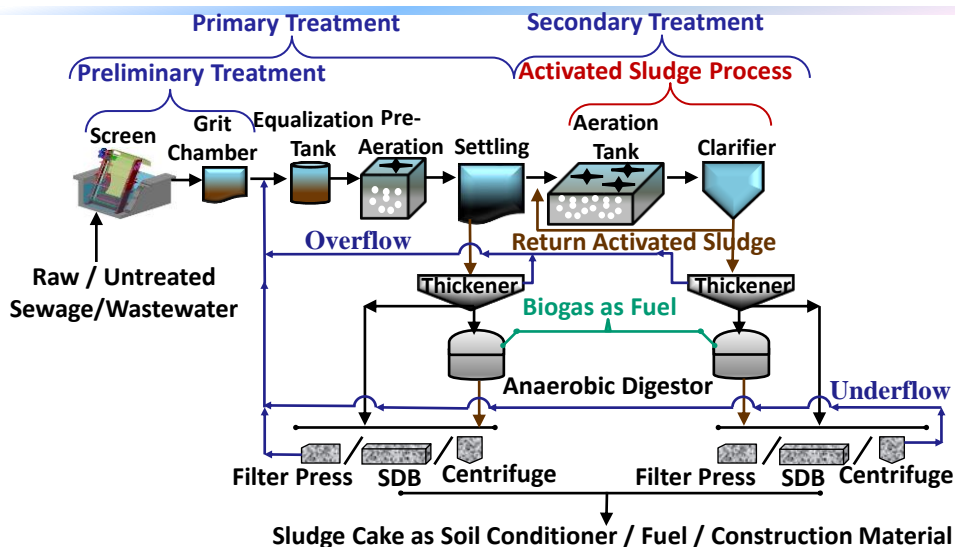 Primary Treatment
Secondary Treatment
Preliminary Treatment
Activated Sludge Process
Screen
Grit
Chamber
Equalization
Tank
Pre-
Aeration
Settling
Aeration
Tank
Clarifier
Overflow
Return Activated Sludge
Raw / Untreated
Sewage/Wastewater
Thickener
Thickener
Biogas as Fuel
Anaerobic Digestor
Underflow
Filter Press
/
SDB
/
Centrifuge
Filter Press
/
SDB
/
Centrifuge
Sludge Cake as Soil Conditioner / Fuel / Construction Material